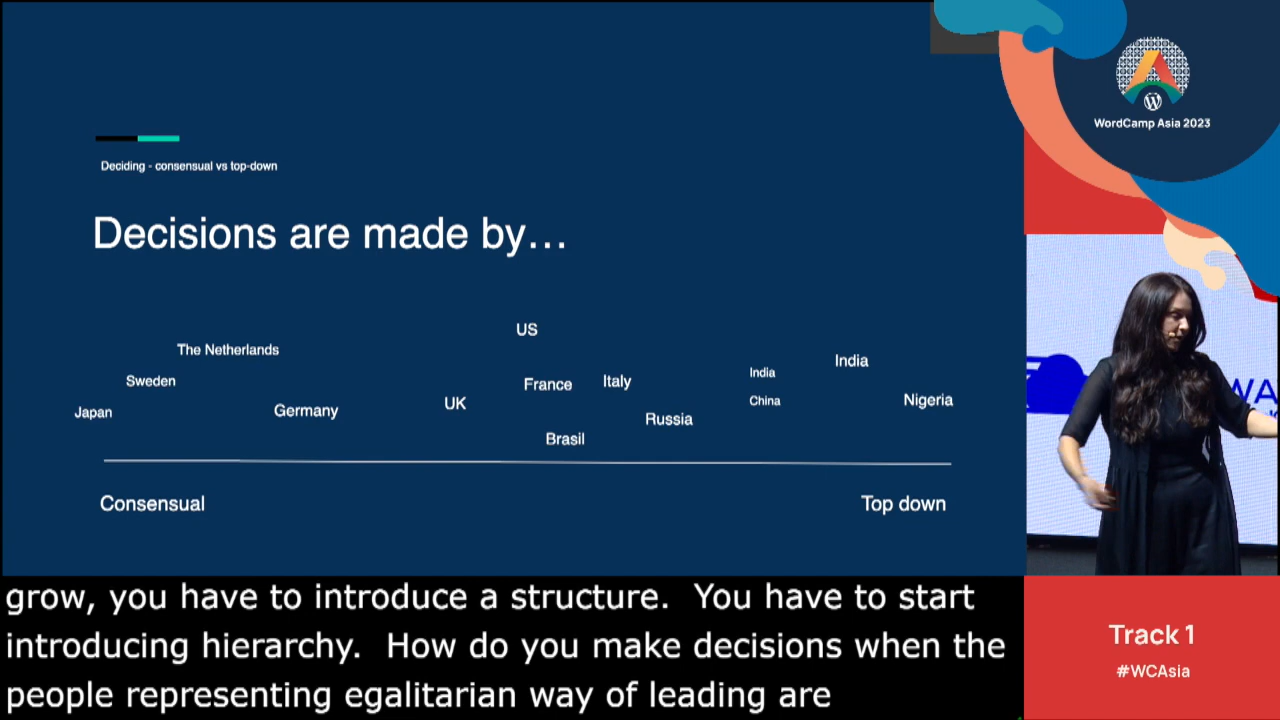 Deciding - consensual vs top-down
Decisions are made by...
US
The Netherlands
India
India
Sweden
France
Italy
China
Nigeria
Japan
Germany
UK
Russia
Brasil
Consensual
Top down
WordCamp Asia 2023
WA
grow, you have to introduce a structure.  You have to start
introducing hierarchy.  How do you make decisions when the
people representing egalitarian way of leading are
Track 1
#WCAsia